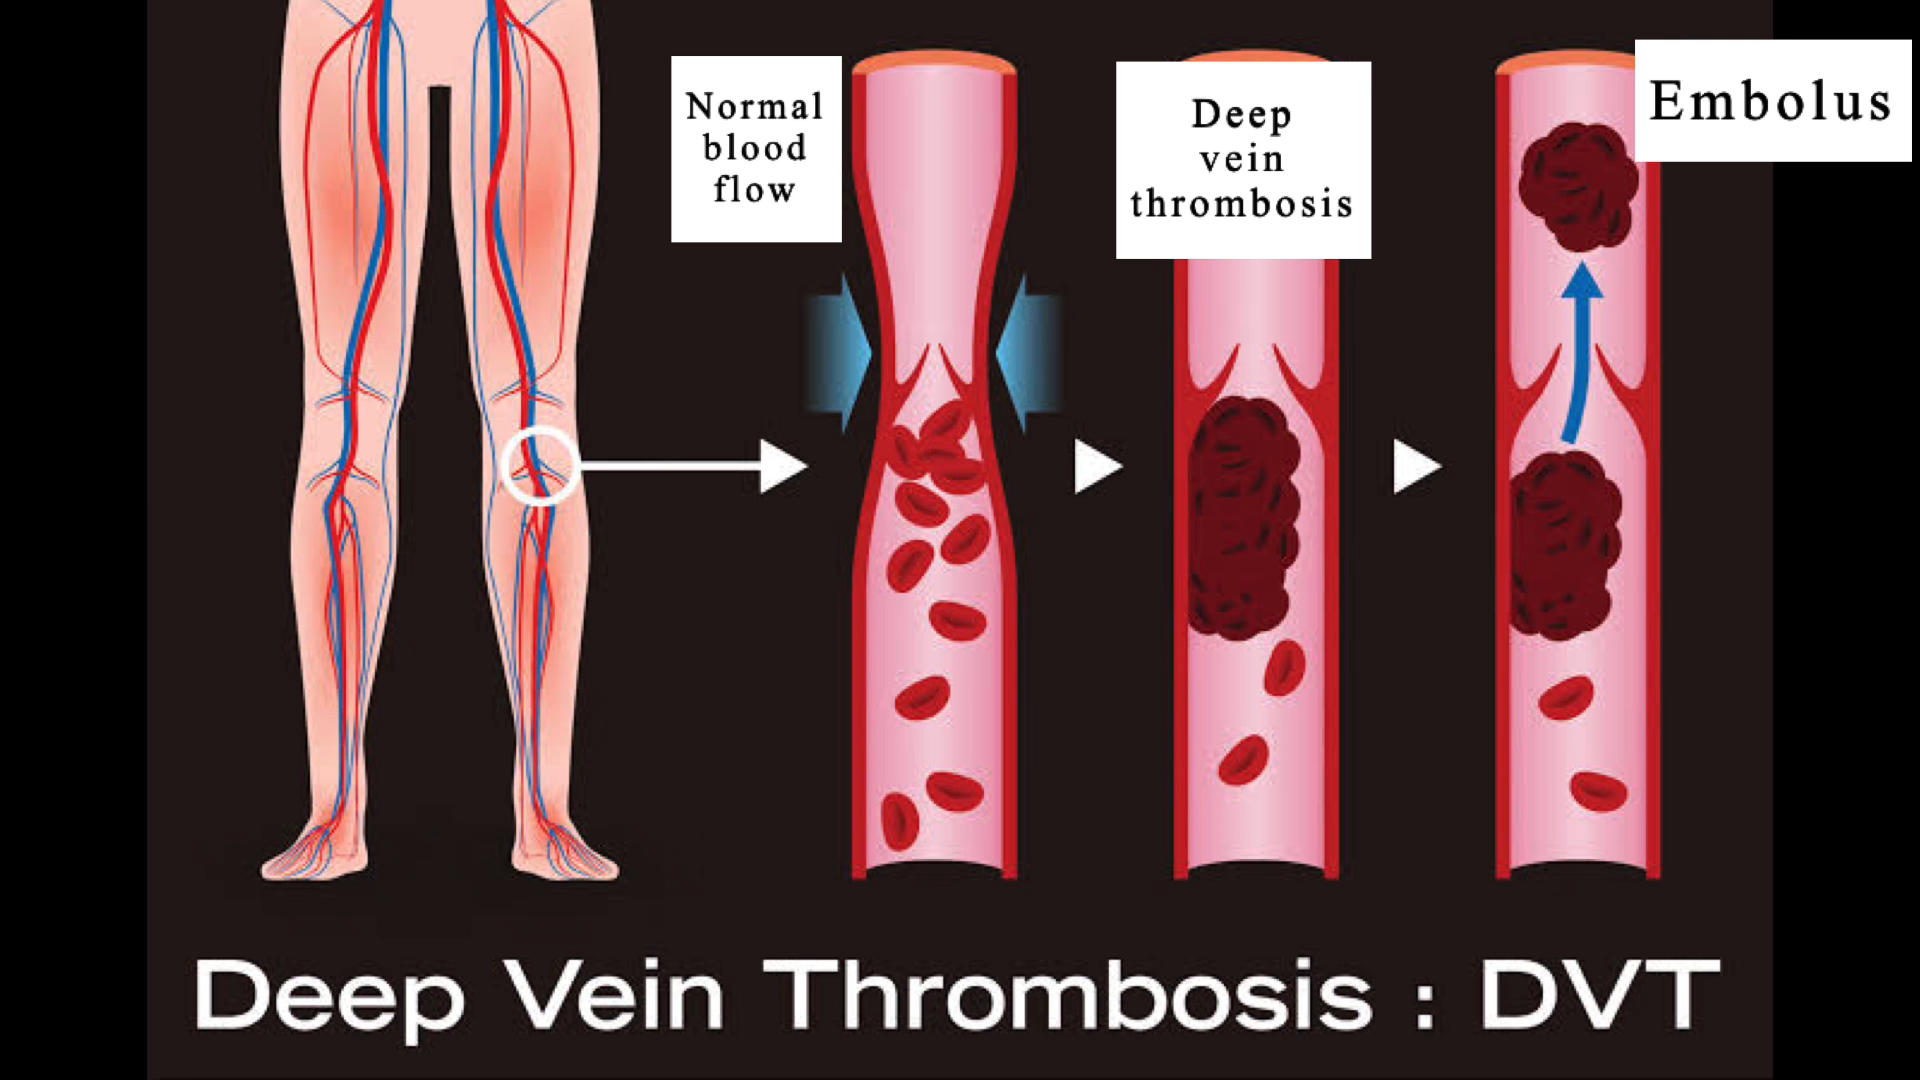 Normal
blood
flow
Deep
vein
thrombosis
Embolus
Deep Vein Thrombosis : DVT